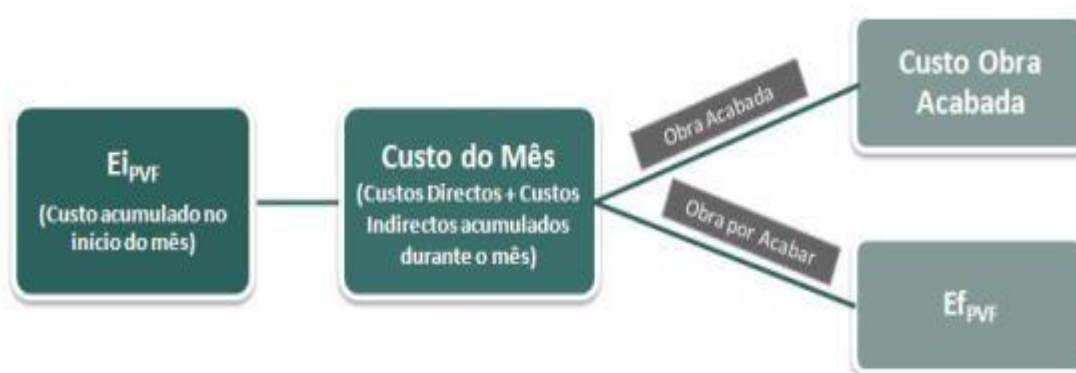 Ei_PVF
(Custo acumulado no
início do mês)
Custo do Mês
(Custos Directos + Custos
Indirectos acumulados
durante o mês)
Obra Acabada
Custo Obra
Acabada
Obra por Acabar
Ef_PVF